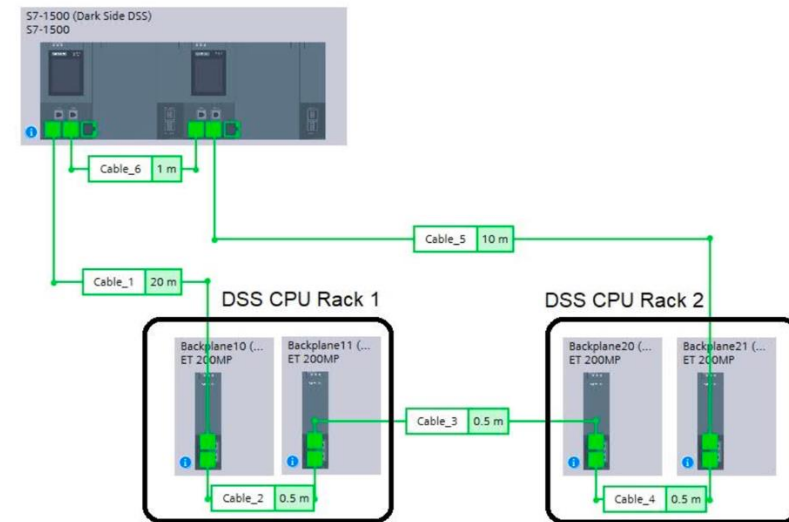 S7-1500 (Dark Side DSS)
S7-1500
Cable_6 1 m
Cable_5 10 m
Cable_1 20 m
DSS CPU Rack 1
DSS CPU Rack 2
Backplane10 (...
ET 200MP
Backplane11 (...
ET 200MP
Backplane20 (...
ET 200MP
Backplane21 (...
ET 200MP
Cable_3 0.5 m
Cable_2 0.5 m
Cable_4 0.5 m